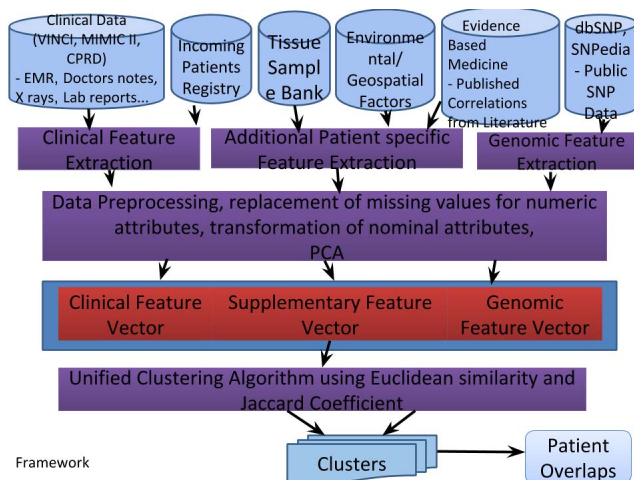 Clinical Data
(VINCI, MIMIC II,
CPRD)
- EMR, Doctors notes,
X rays, Lab reports...
Incoming
Patients
Registry
Tissue
Sampl
e Bank
Environme
ntal/
Geospatial
Factors
Evidence
Based
Medicine
- Published
Correlations
from Literature
dbSNP,
SNPedia
- Public
SNP
Data
Clinical Feature
Extraction
Additional Patient specific
Feature Extraction
Genomic Feature
Extraction
Data Preprocessing, replacement of missing values for numeric
attributes, transformation of nominal attributes,
PCA
Clinical Feature
Vector
Supplementary Feature
Vector
Genomic
Feature Vector
Unified Clustering Algorithm using Euclidean similarity and
Jaccard Coefficient
Clusters
Patient
Overlaps
Framework